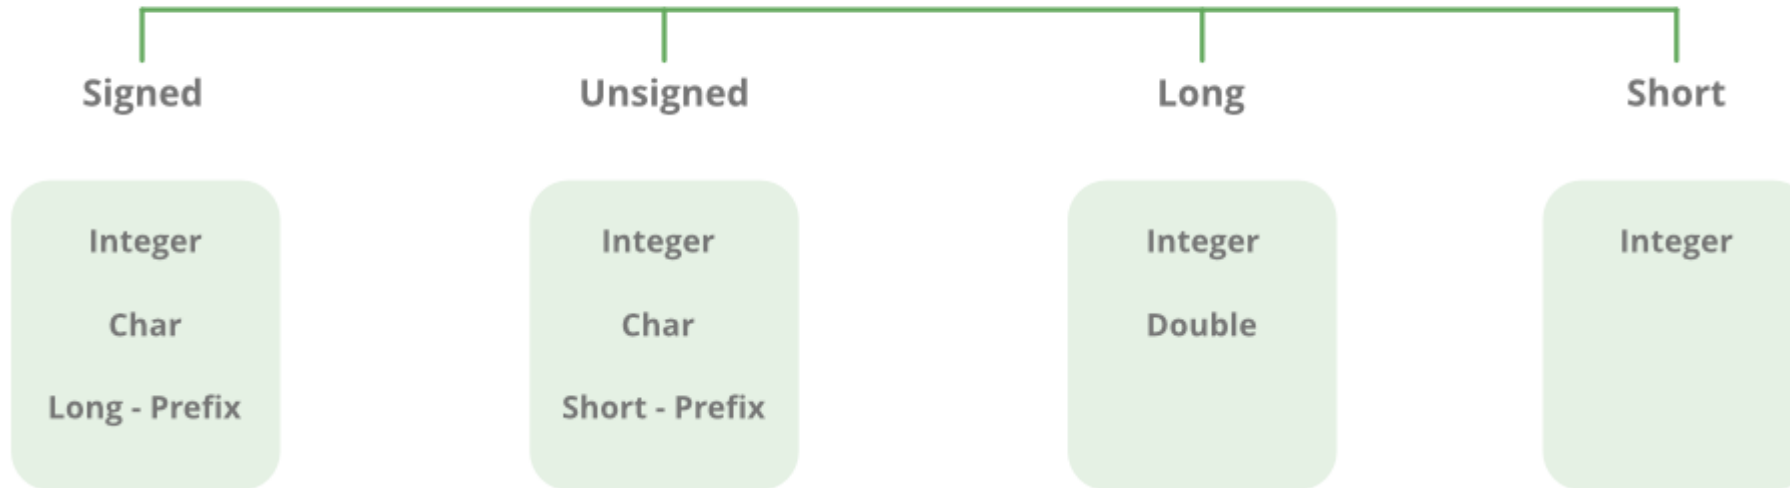 Signed
Unsigned
Long
Short
Integer
Char
Long - Prefix
Integer
Char
Short - Prefix
Integer
Double
Integer